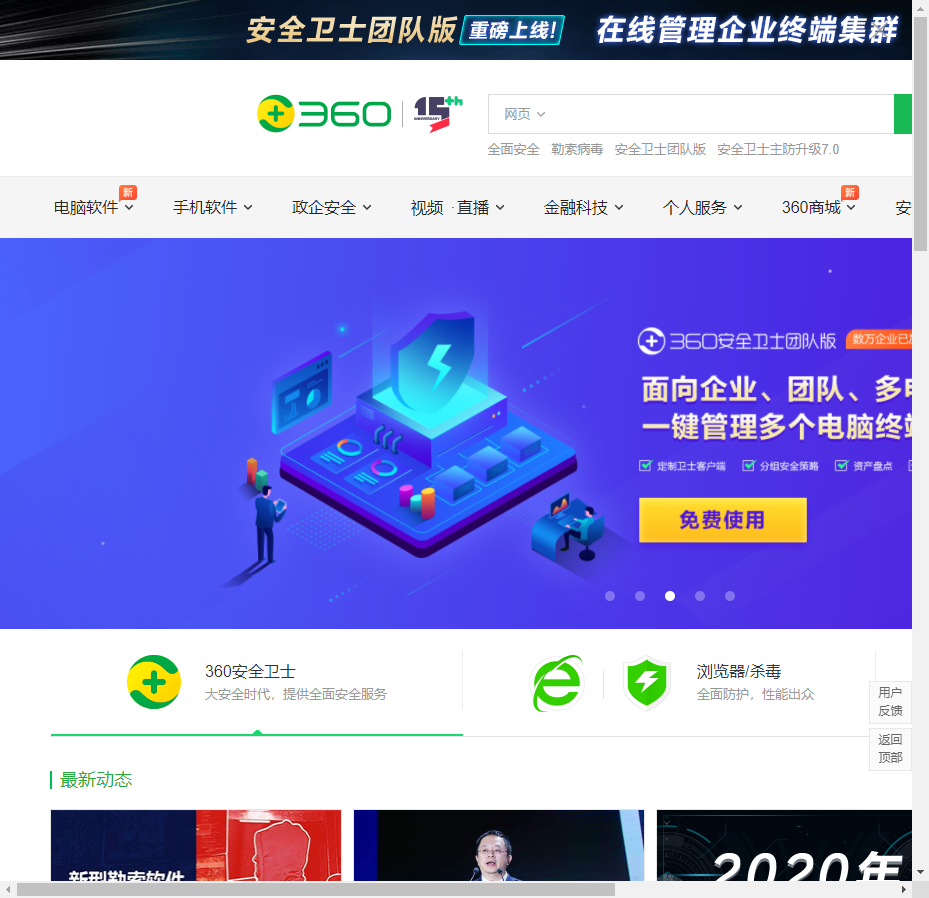 安全卫士团队版 重磅上线! 在线管理企业终端集群
360 15th
ANNIVERSARY
网页
全面安全 勒索病毒 安全卫士团队版 安全卫士主防升级7.0
电脑软件 新 手机软件 政企安全 视频 · 直播 金融科技 个人服务 360商城 新 安
360安全卫士团队版 数万企业已
面向企业、团队、多
一键管理多个电脑终
定制卫士客户端 分组安全策略 资产盘点
免费使用
360安全卫士
大安全时代，提供全面安全服务
浏览器/杀毒
全面防护，性能出众
用户
反馈
返回
顶部
最新动态
新型勒索软件
2020年